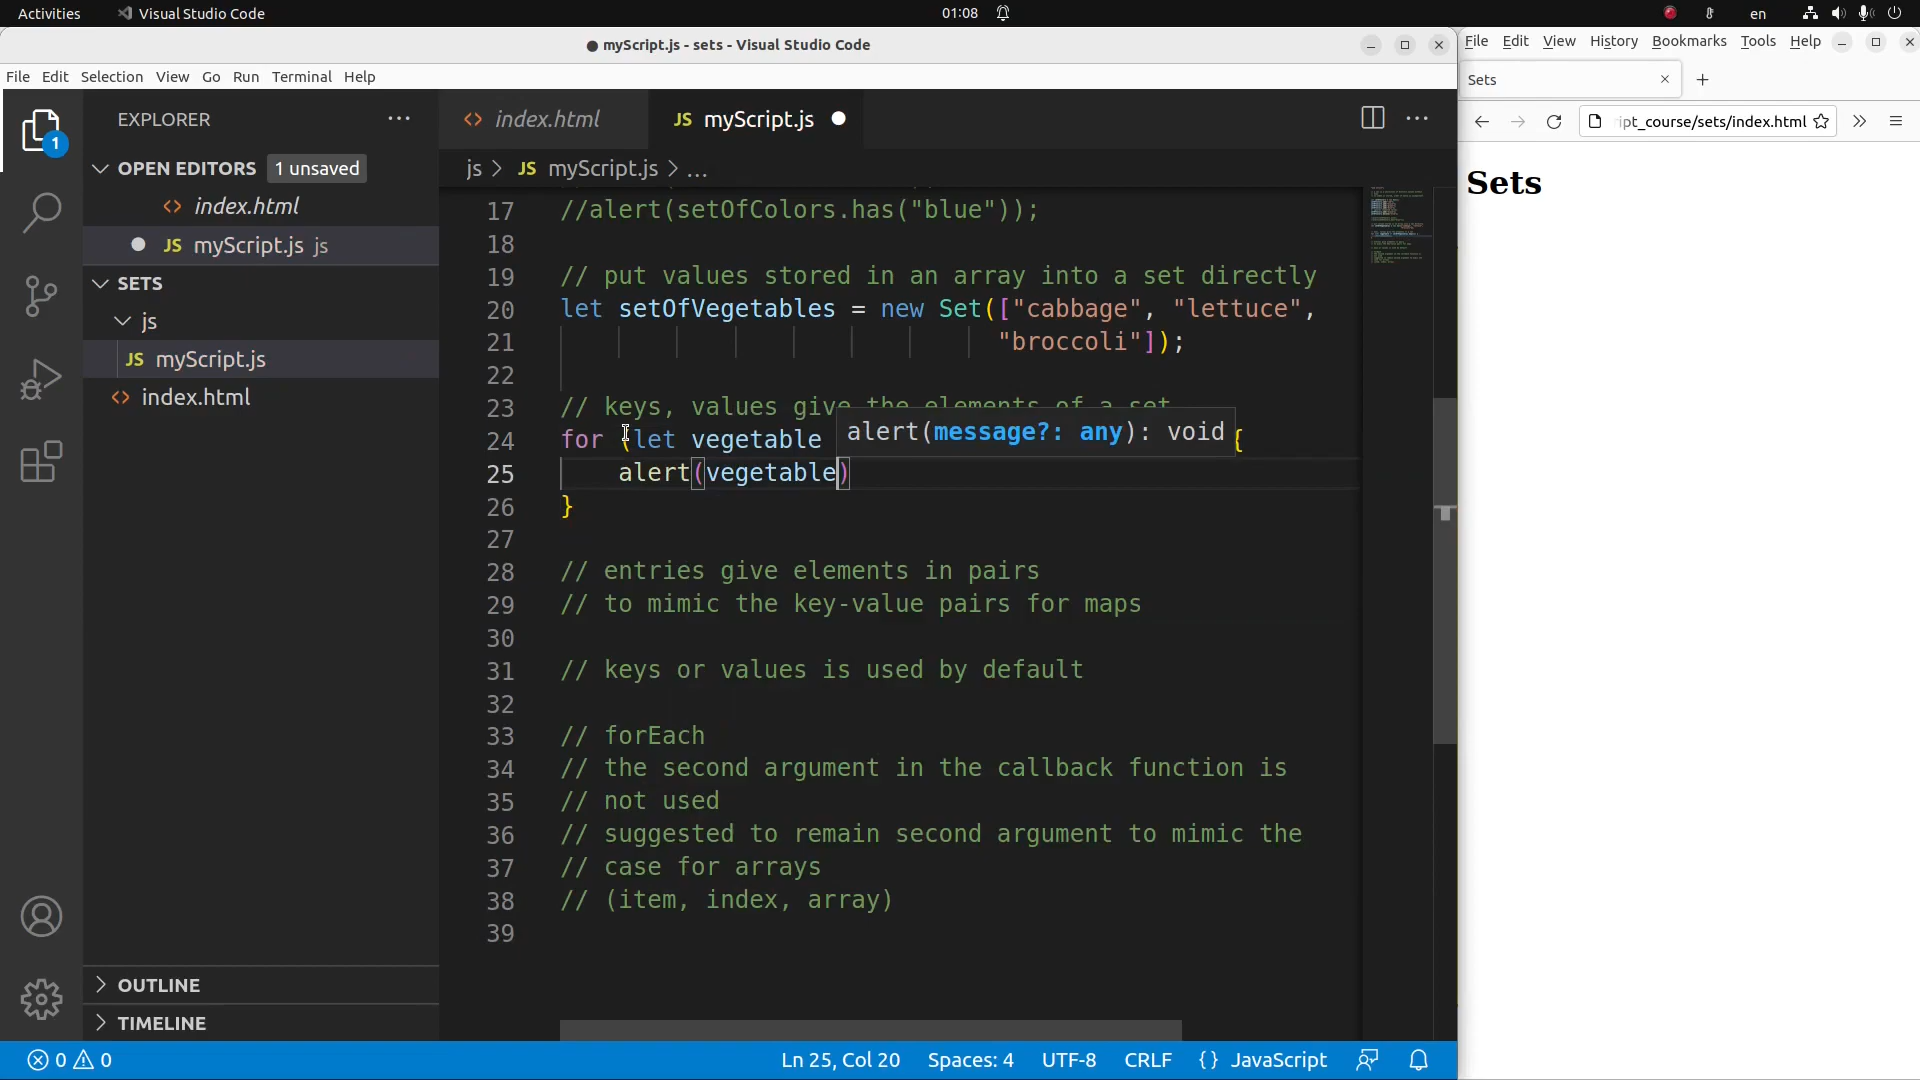 Activities
Visual Studio Code
01:08
en
myScript.js - sets - Visual Studio Code
File Edit Selection View Go Run Terminal Help
EXPLORER
OPEN EDITORS
1 unsaved
index.html
myScript.js js
SETS
js
myScript.js
index.html
OUTLINE
TIMELINE
1
index.html
JS myScript.js
js > JS myScript.js > ...
17 //alert(setOfColors.has("blue"));
18
19 // put values stored in an array into a set directly
20 let setOfVegetables = new Set(["cabbage", "lettuce",
21 "broccoli"]);
22
23 // keys, values give the elements of a set
24 for (let vegetable {
alert(message?: any): void
25 alert(vegetable)
26 }
27
28 // entries give elements in pairs
29 // to mimic the key-value pairs for maps
30
31 // keys or values is used by default
32
33 // forEach
34 // the second argument in the callback function is
35 // not used
36 // suggested to remain second argument to mimic the
37 // case for arrays
38 // (item, index, array)
39
0 0
Ln 25, Col 20 Spaces: 4 UTF-8 CRLF {} JavaScript
File Edit View History Bookmarks Tools Help
Sets
ipt_course/sets/index.html
Sets